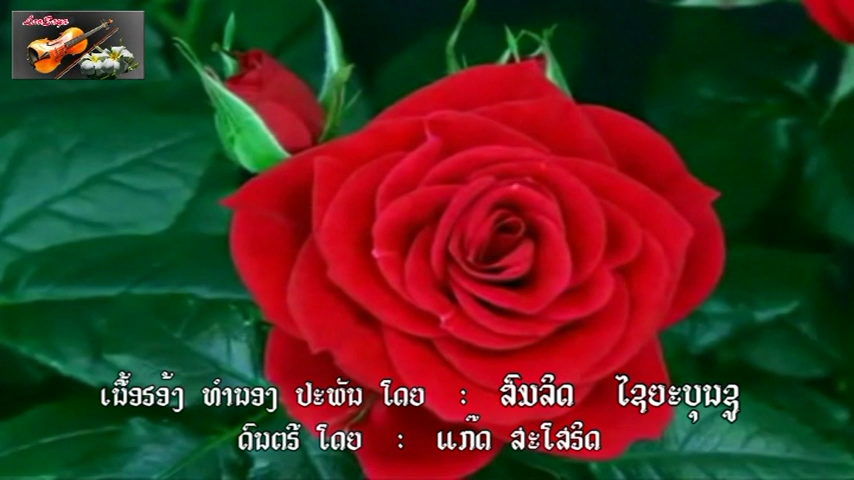 LaoBoys
ເນື້ອຮອ້ງ ທຳນອງ ປະພັນ ໂດຍ : ສົມລິດ ໄຊຍະບຸນຊູ
ດົນຕຣີ ໂດຍ : ແກ໊ດ ສະໂສຣິດ